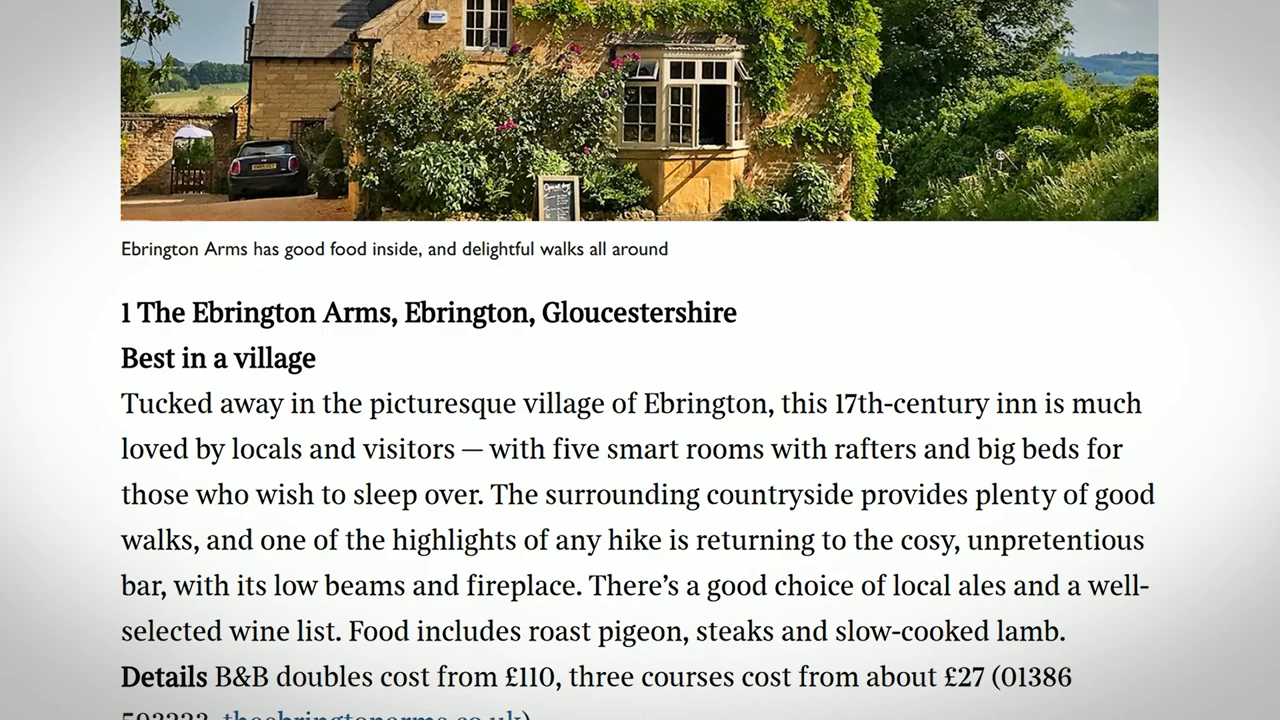 Ebrington Arms has good food inside, and delightful walks all around
1 The Ebrington Arms, Ebrington, Gloucestershire
Best in a village
Tucked away in the picturesque village of Ebrington, this 17th-century inn is much
loved by locals and visitors — with five smart rooms with rafters and big beds for
those who wish to sleep over. The surrounding countryside provides plenty of good
walks, and one of the highlights of any hike is returning to the cosy, unpretentious
bar, with its low beams and fireplace. There’s a good choice of local ales and a well-
selected wine list. Food includes roast pigeon, steaks and slow-cooked lamb.
Details B&B doubles cost from £110, three courses cost from about £27 (01386
theebringtonarms.co.uk)